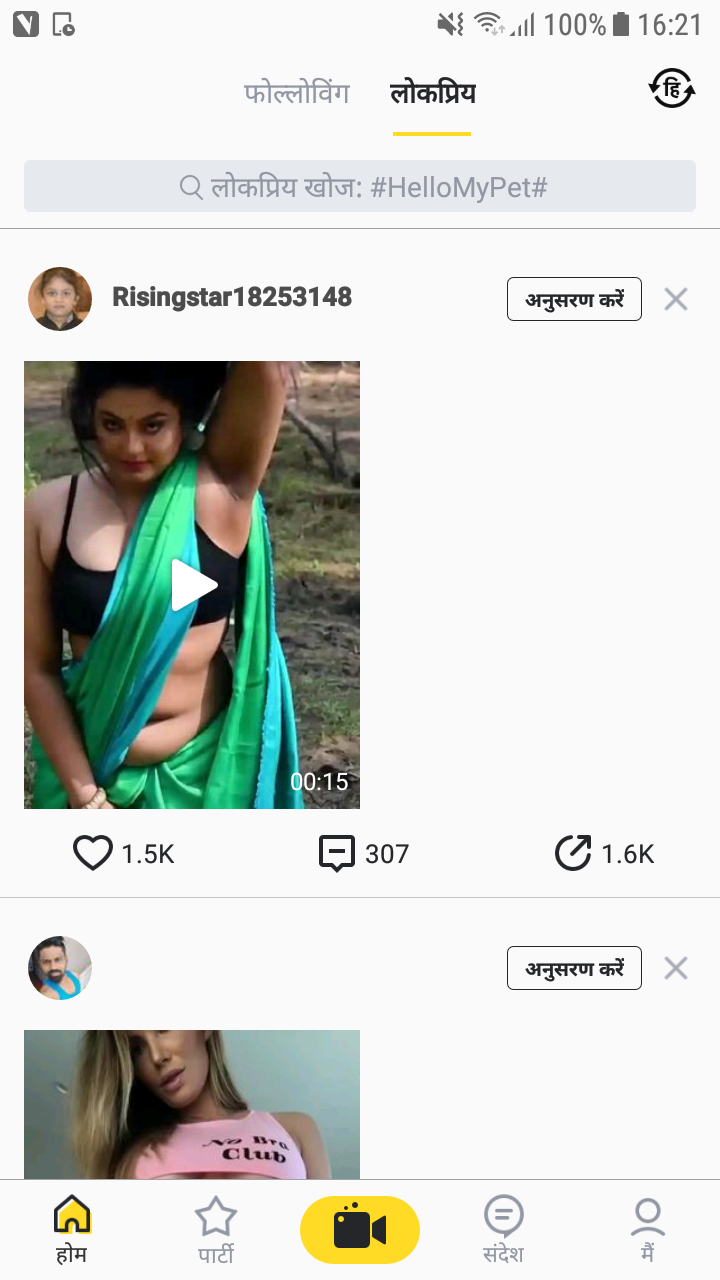 100% 16:21
फोल्लोविंग लोकप्रिय
हि
लोकप्रिय खोज: #HelloMyPet#
Risingstar18253148
अनुसरण करें
00:15
1.5K 307 1.6K
अनुसरण करें
No Bra
Club
होम पार्टी संदेश मैं